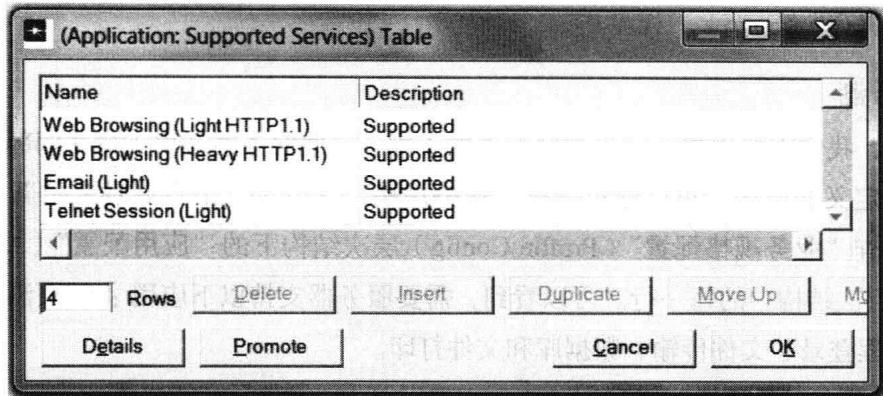 (Application: Supported Services) Table
Name Description
Web Browsing (Light HTTP1.1) Supported
Web Browsing (Heavy HTTP1.1) Supported
Email (Light) Supported
Telnet Session (Light) Supported
4 Rows Delete Insert Duplicate Move Up Mo
Details Promote Cancel OK